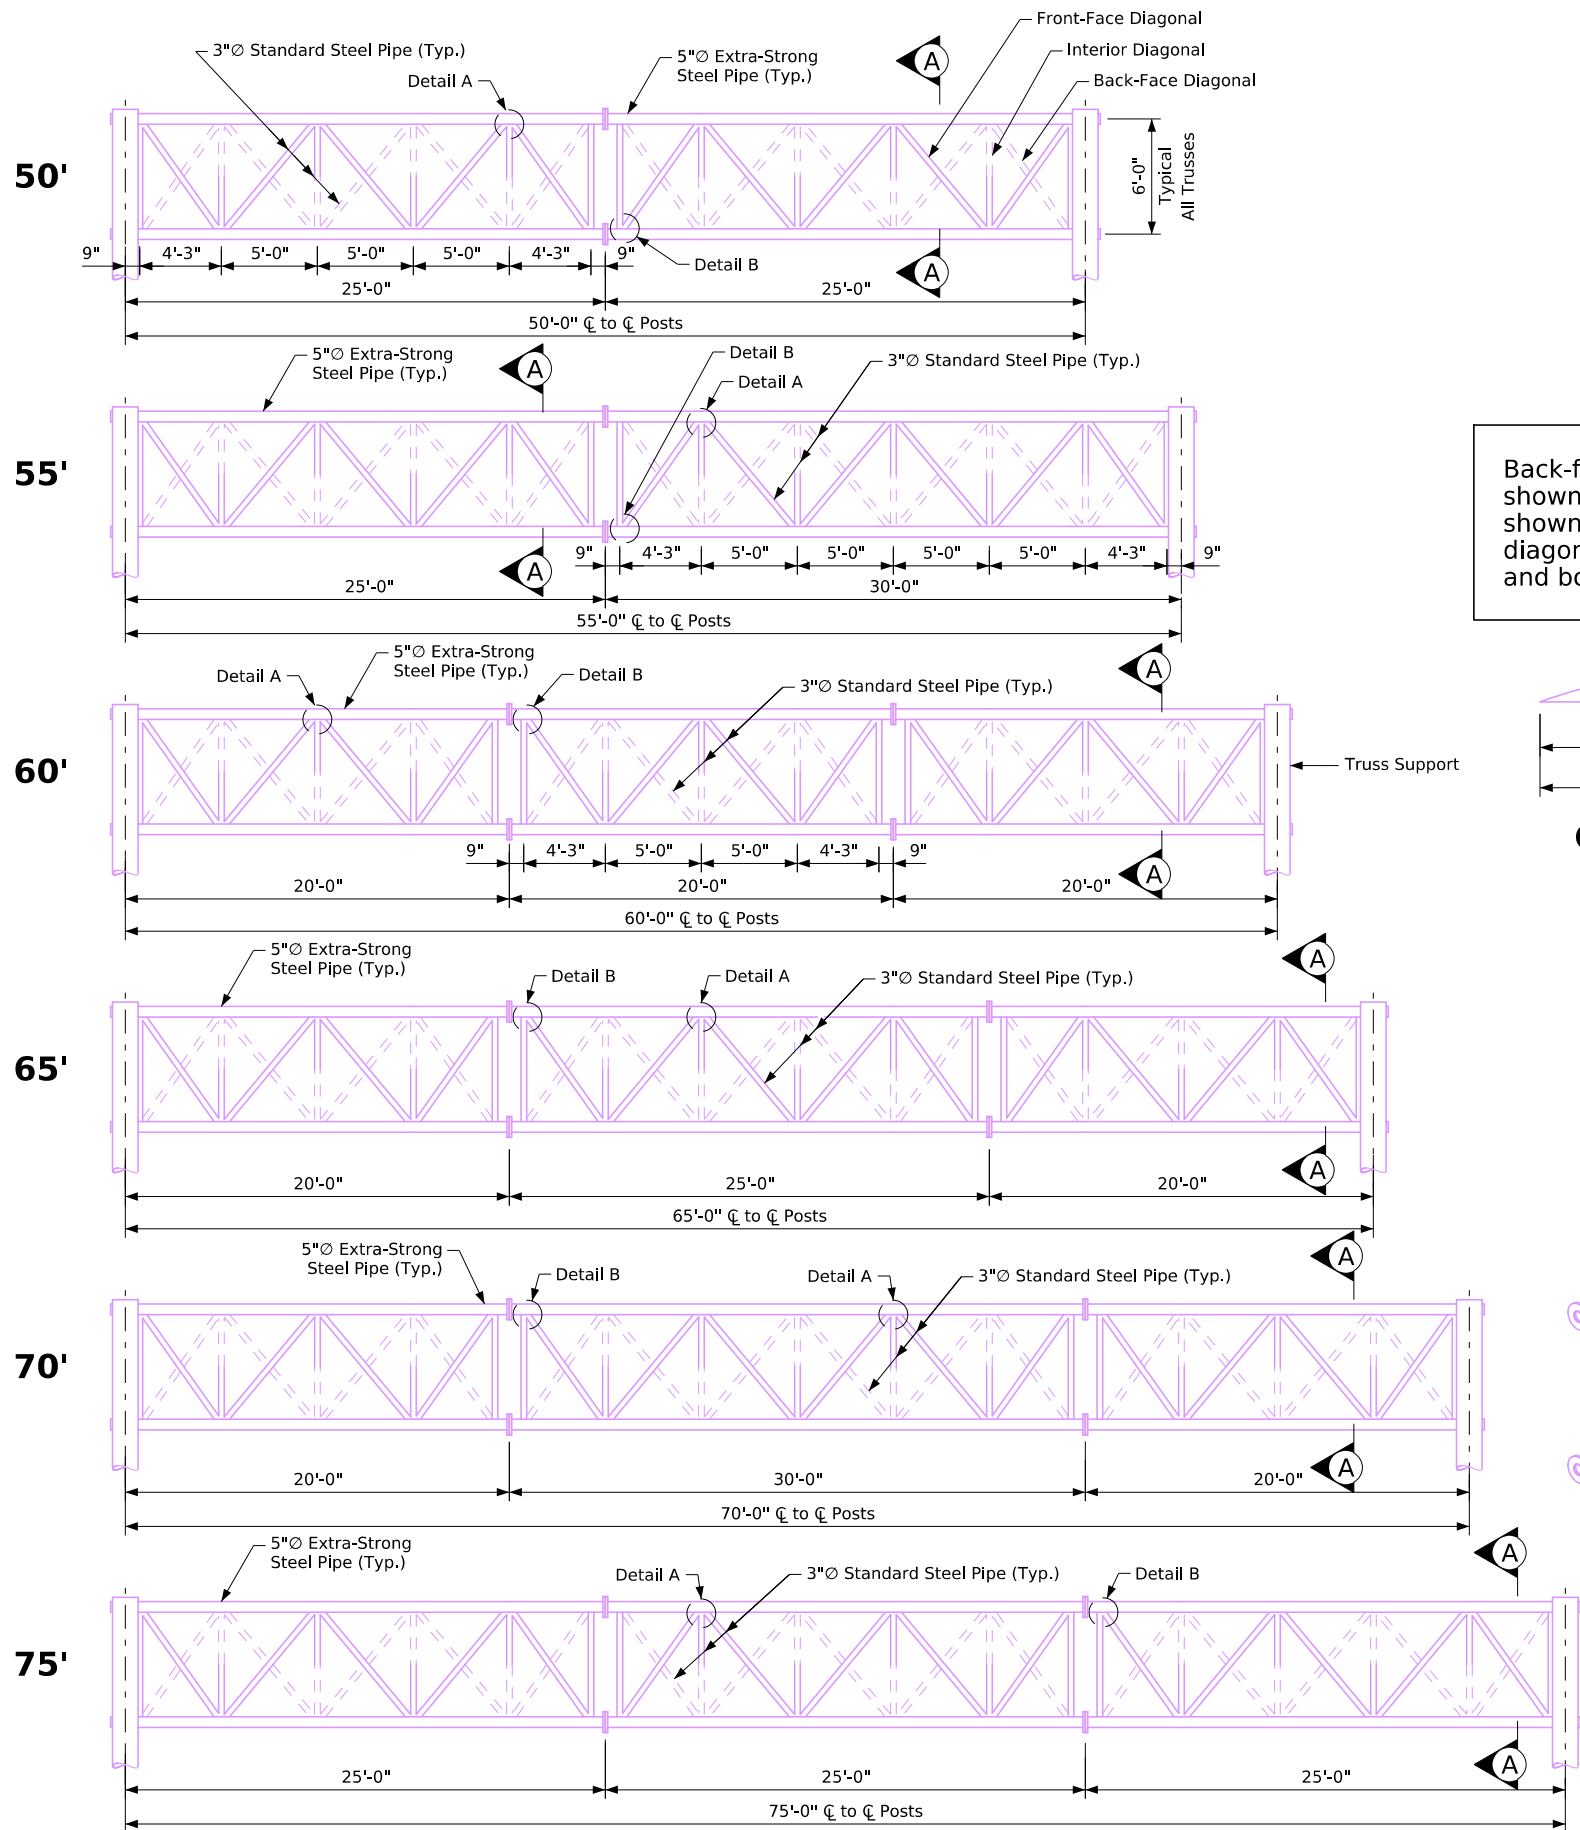 50'
3"∅ Standard Steel Pipe (Typ.)
Detail A
5"∅ Extra-Strong
Steel Pipe (Typ.)
A
Front-Face Diagonal
Interior Diagonal
Back-Face Diagonal
6'-0"
Typical
All Trusses
9"
4'-3"
5'-0"
5'-0"
5'-0"
4'-3"
9"
Detail B
A
25'-0"
25'-0"
50'-0" ℄ to ℄ Posts
55'
5"∅ Extra-Strong
Steel Pipe (Typ.)
A
Detail B
Detail A
3"∅ Standard Steel Pipe (Typ.)
A
9"
4'-3"
5'-0"
5'-0"
5'-0"
5'-0"
4'-3"
9"
25'-0"
30'-0"
55'-0" ℄ to ℄ Posts
shown
shown
and
60'
Detail A
5"∅ Extra-Strong
Steel Pipe (Typ.)
Detail B
3"∅ Standard Steel Pipe (Typ.)
A
Truss Support
9"
4'-3"
5'-0"
5'-0"
4'-3"
9"
A
20'-0"
20'-0"
20'-0"
60'-0" ℄ to ℄ Posts
65'
5"∅ Extra-Strong
Steel Pipe (Typ.)
Detail B
Detail A
3"∅ Standard Steel Pipe (Typ.)
A
A
20'-0"
25'-0"
20'-0"
65'-0" ℄ to ℄ Posts
70'
5"∅ Extra-Strong
Steel Pipe (Typ.)
Detail B
Detail A
3"∅ Standard Steel Pipe (Typ.)
A
A
20'-0"
30'-0"
20'-0"
70'-0" ℄ to ℄ Posts
75'
5"∅ Extra-Strong
Steel Pipe (Typ.)
Detail A
3"∅ Standard Steel Pipe (Typ.)
Detail B
A
A
25'-0"
25'-0"
25'-0"
75'-0" ℄ to ℄ Posts